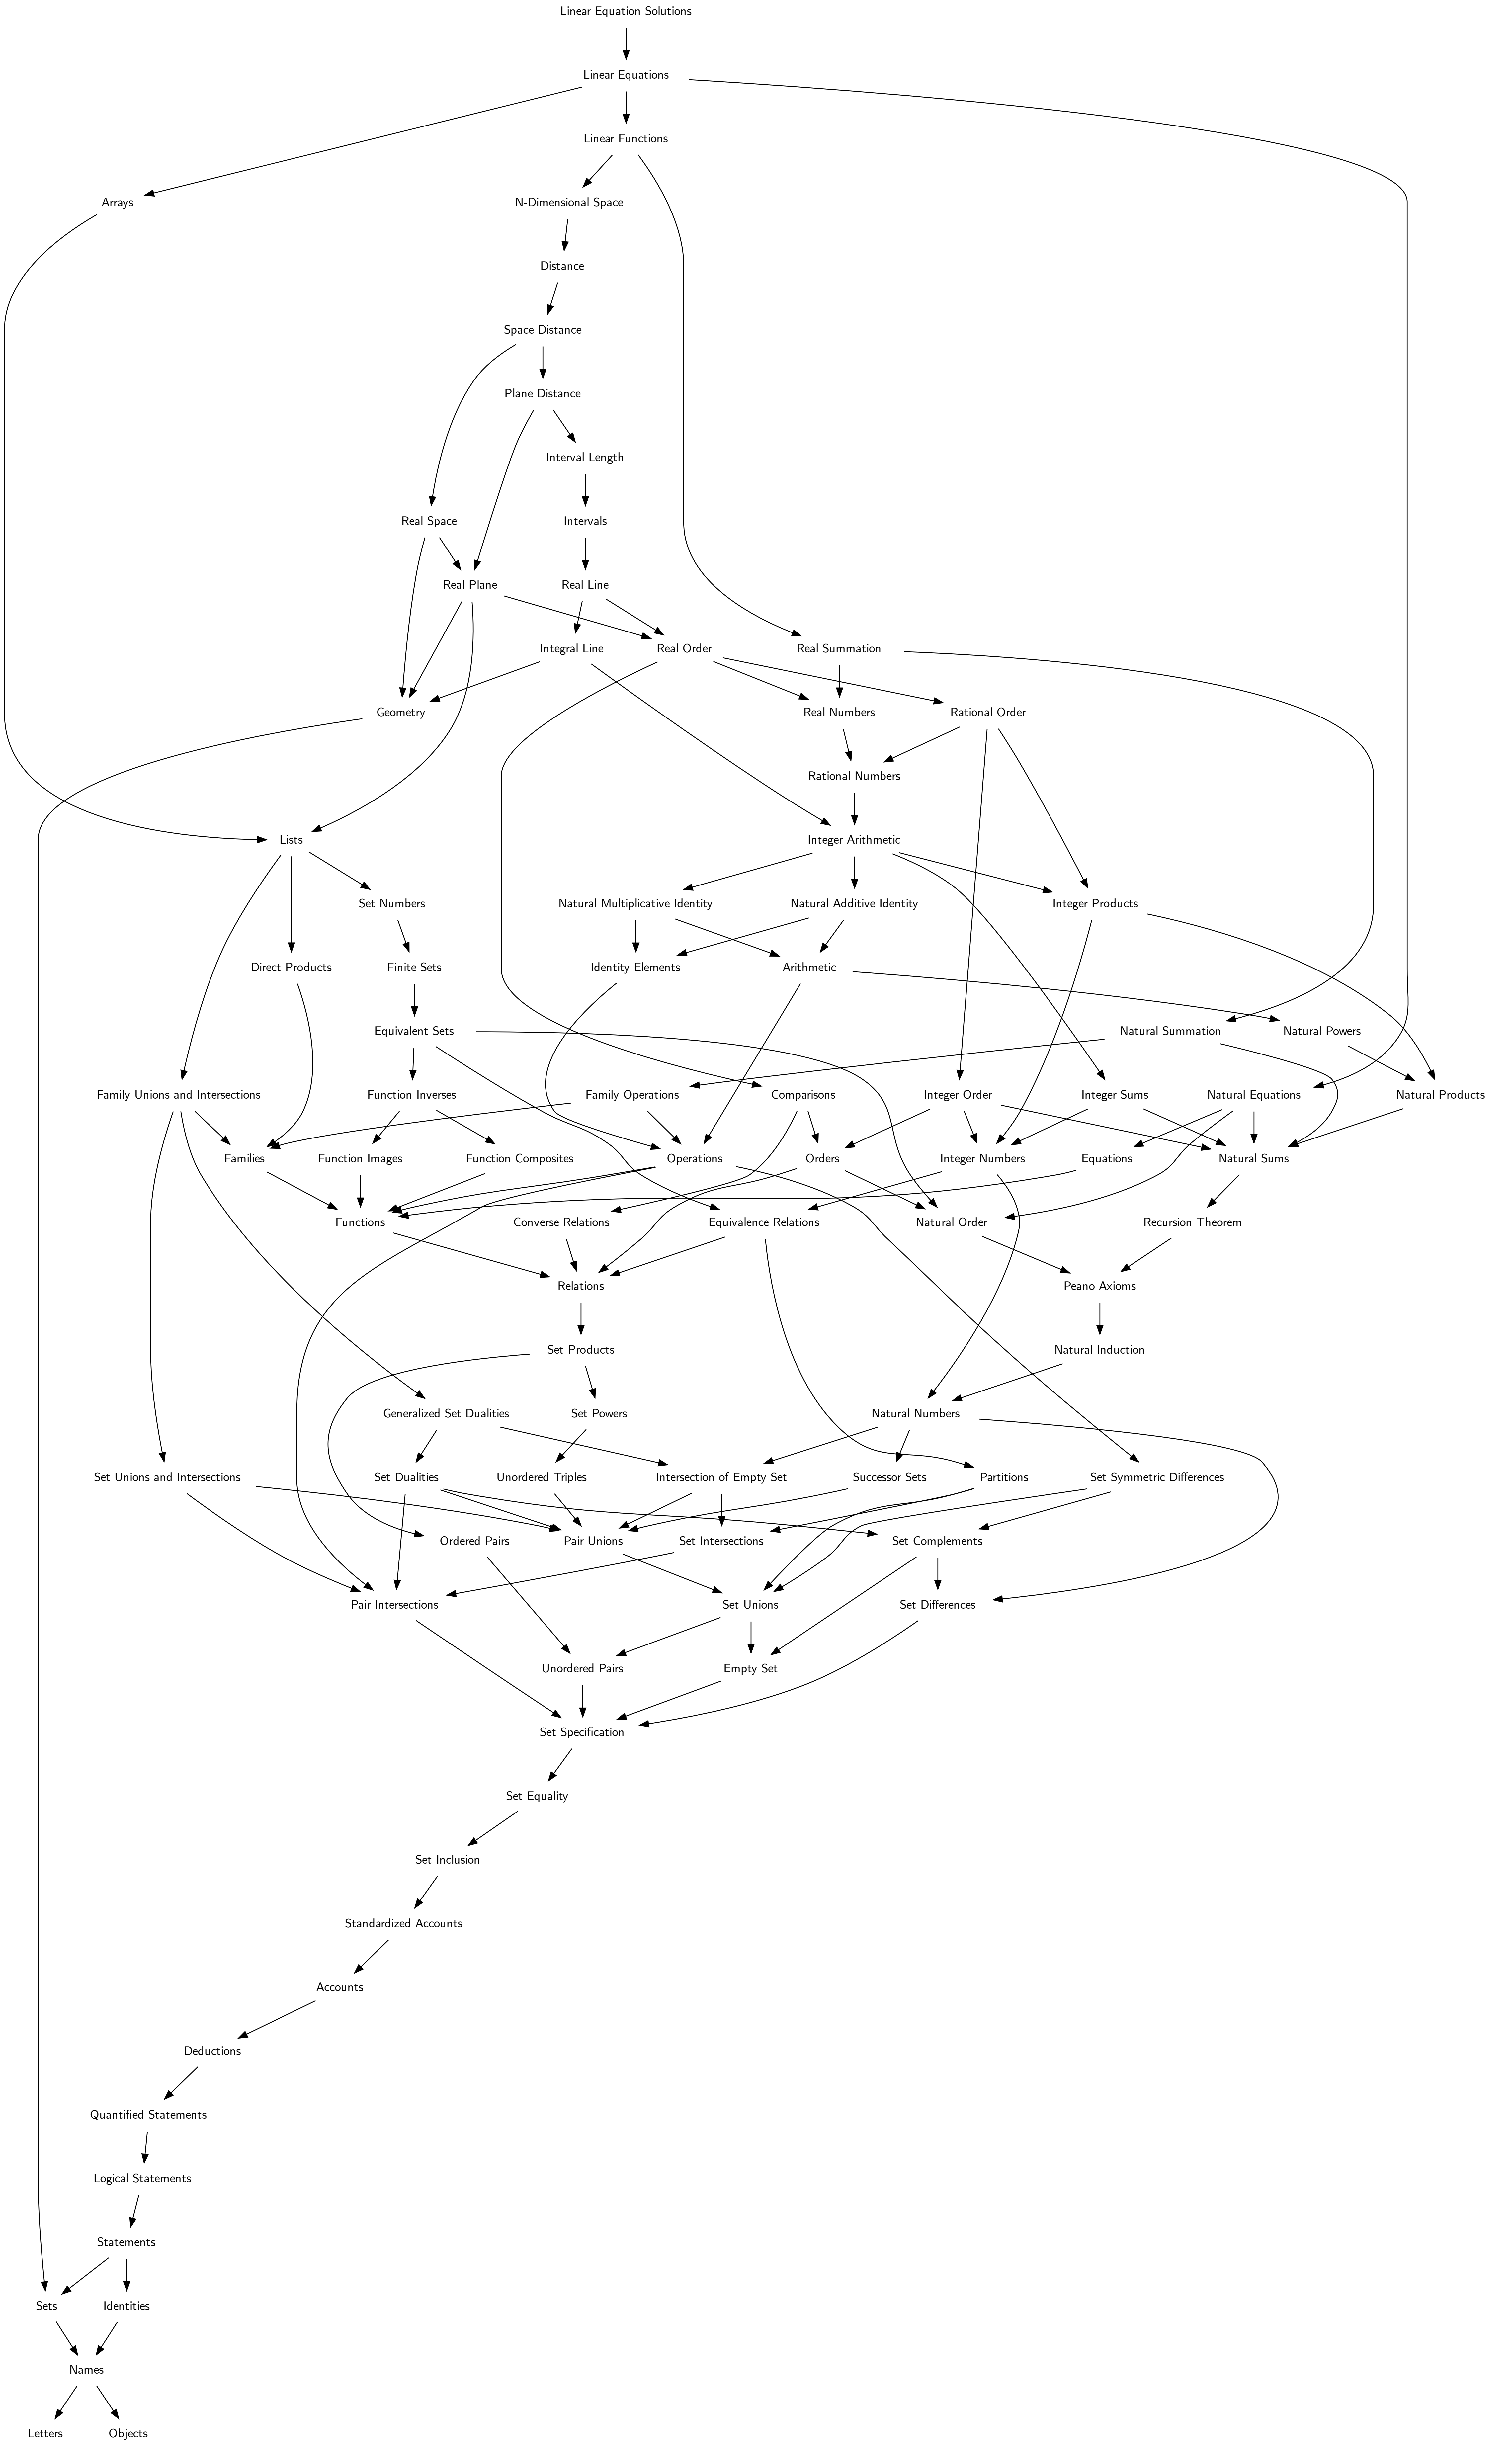 Linear Equation Solutions
Linear Equations
Linear Functions
Arrays
N-Dimensional Space
Distance
Space Distance
Plane Distance
Interval Length
Real Space
Intervals
Real Plane
Real Line
Integral Line
Real Order
Real Summation
Geometry
Real Numbers
Rational Order
Rational Numbers
Lists
Integer Arithmetic
Set Numbers
Natural Multiplicative Identity
Natural Additive Identity
Integer Products
Direct Products
Finite Sets
Identity Elements
Arithmetic
Equivalent Sets
Natural Summation
Natural Powers
Family Unions and Intersections
Function Inverses
Family Operations
Comparisons
Integer Order
Integer Sums
Natural Equations
Natural Products
Families
Function Images
Function Composites
Operations
Orders
Integer Numbers
Equations
Natural Sums
Functions
Converse Relations
Equivalence Relations
Natural Order
Recursion Theorem
Relations
Peano Axioms
Set Products
Natural Induction
Generalized Set Dualities
Set Powers
Natural Numbers
Set Unions and Intersections
Set Dualities
Unordered Triples
Intersection of Empty Set
Successor Sets
Partitions
Set Symmetric Differences
Ordered Pairs
Pair Unions
Set Intersections
Set Complements
Pair Intersections
Set Unions
Set Differences
Unordered Pairs
Empty Set
Set Specification
Set Equality
Set Inclusion
Standardized Accounts
Accounts
Deductions
Quantified Statements
Logical Statements
Statements
Sets
Identities
Names
Letters
Objects